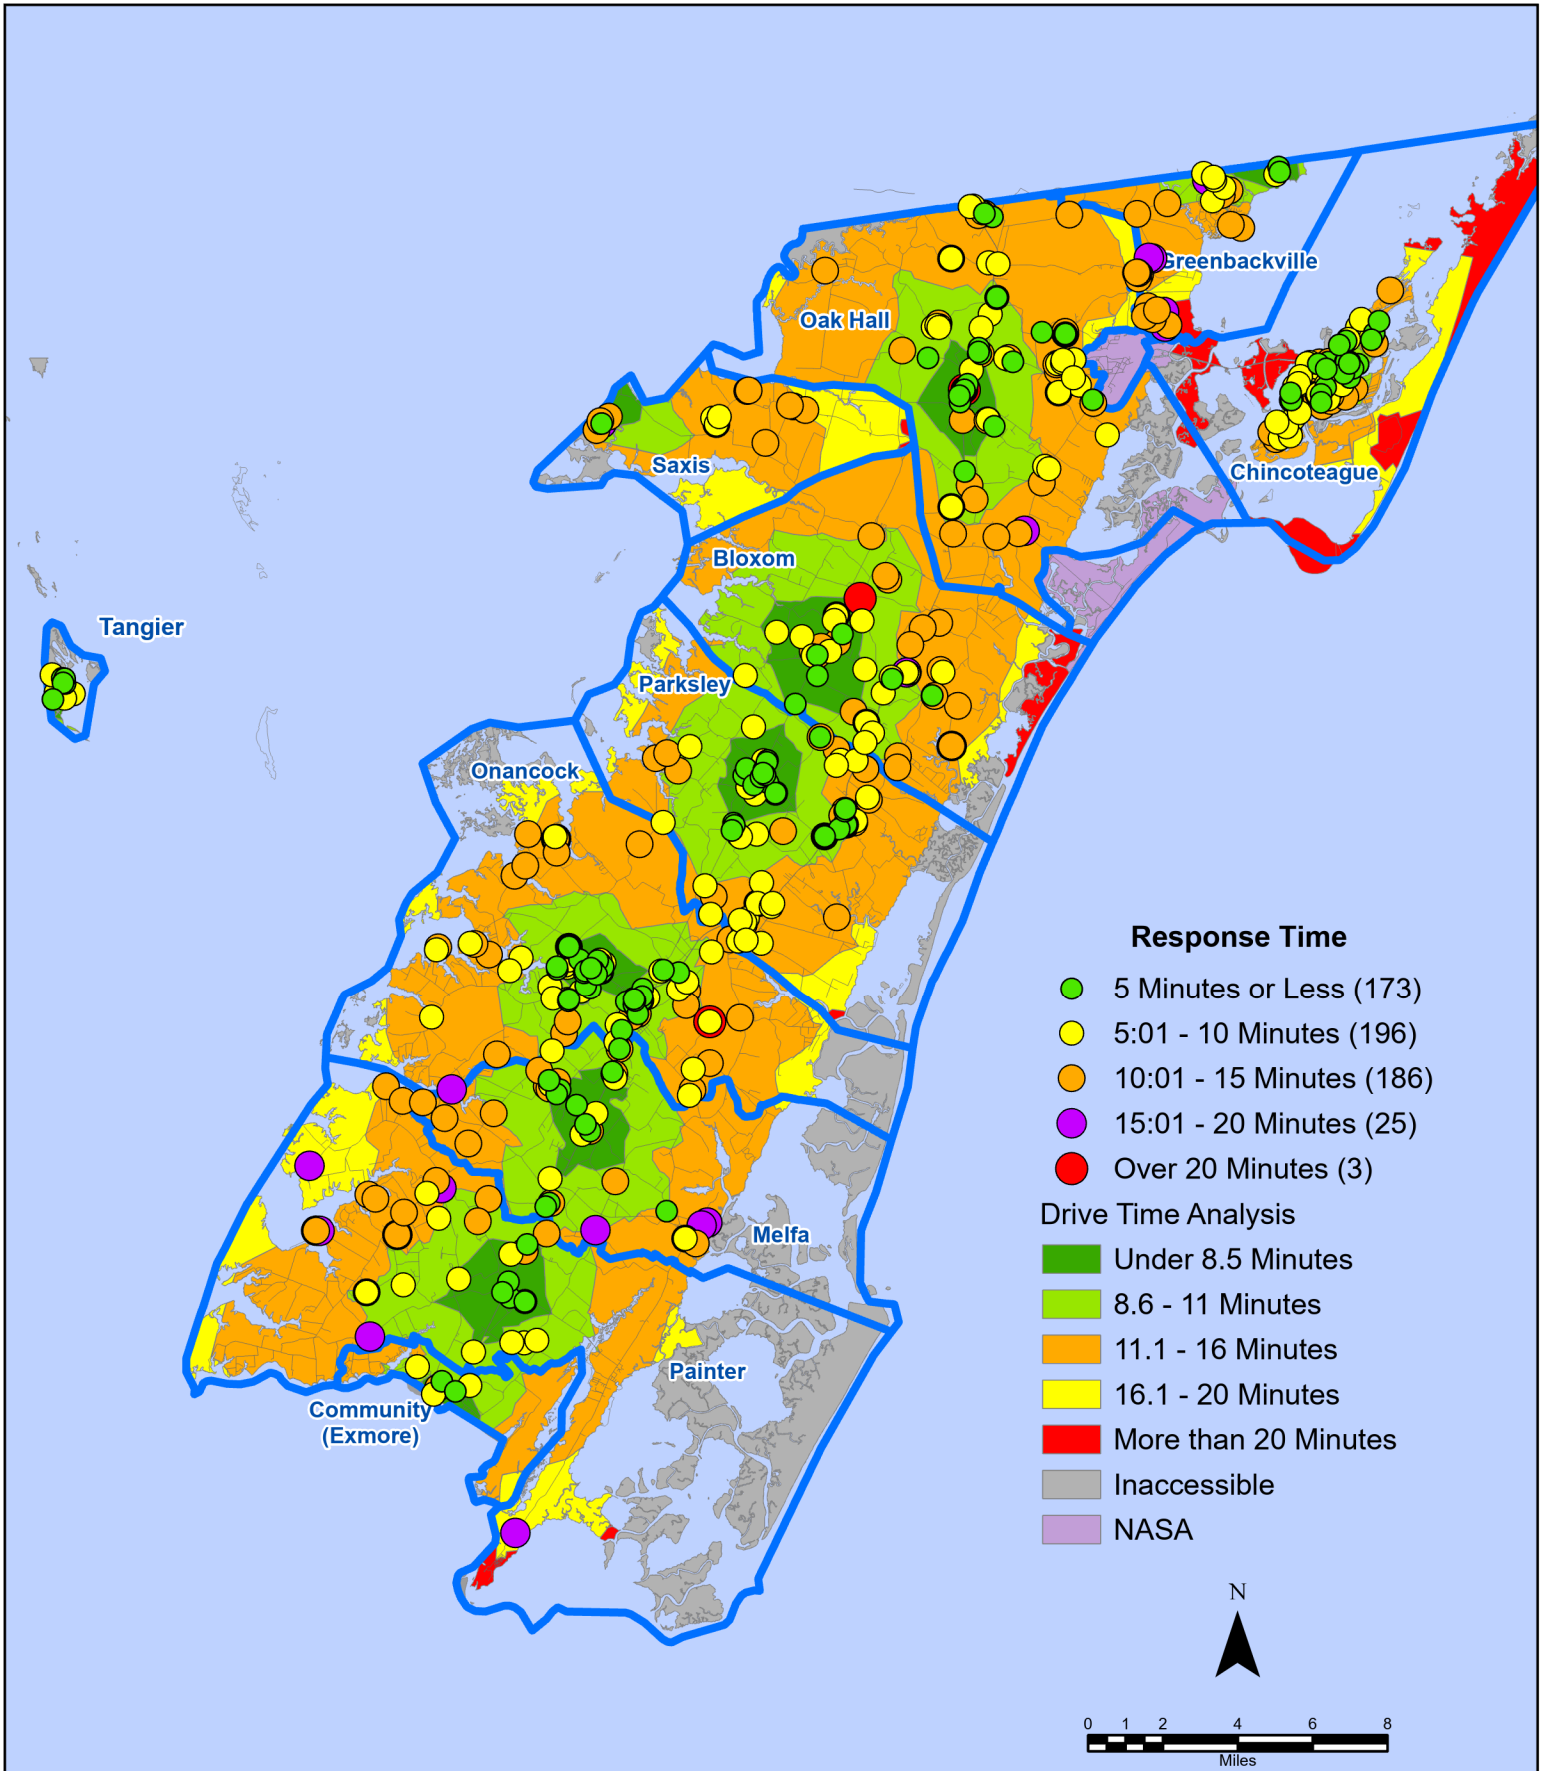 Greenbackville
Oak Hall
Saxis
Chincoteague
Bloxom
Tangier
Parksley
Onancock
Melfa
Painter
Community
(Exmore)
Response Time
5 Minutes or Less (173)
5:01 - 10 Minutes (196)
10:01 - 15 Minutes (186)
15:01 - 20 Minutes (25)
Over 20 Minutes (3)
Drive Time Analysis
Under 8.5 Minutes
8.6 - 11 Minutes
11.1 - 16 Minutes
16.1 - 20 Minutes
More than 20 Minutes
Inaccessible
NASA
N
0 1 2 4 6 8
Miles